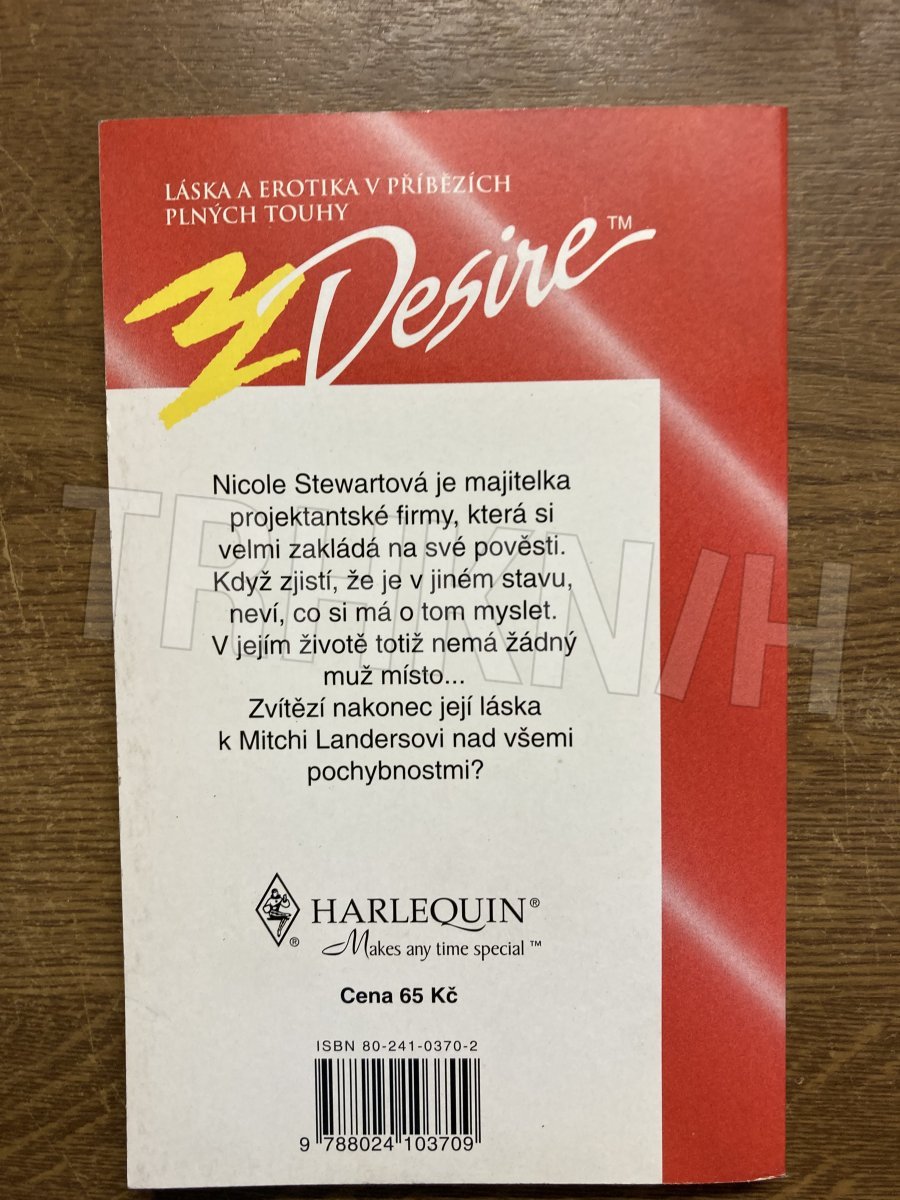 LÁSKA A EROTIKA V PŘÍBĚZÍCH
PLNÝCH TOUHY
Desire™
Nicole Stewartová je majitelka
projektantské firmy, která si
velmi zakládá na své pověsti.
Když zjistí, že je v jiném stavu,
neví, co si má o tom myslet.
V jejím životě totiž nemá žádný
muž místo...
Zvítězí nakonec její láska
k Mitchi Landersovi nad všemi
pochybnostmi?
TRHKNIH
HARLEQUIN®
®
Makes any time special™
Cena 65 Kč
ISBN 80-241-0370-2
9 788024 103709